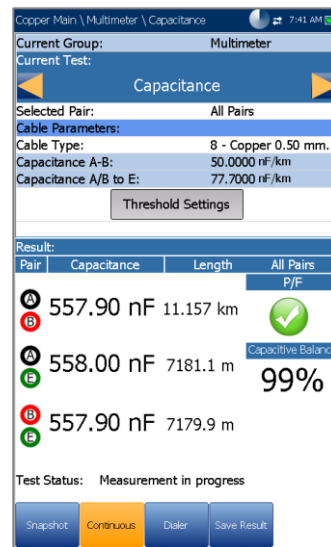 Copper Main \ Multimeter \ Capacitance 7:41 AM
Current Group: Multimeter
Current Test:
Capacitance
Selected Pair: All Pairs
Cable Parameters:
Cable Type: 8 - Copper 0.50 mm..
Capacitance A-B: 50.0000 nF/km
Capacitance A/B to E: 77.7000 nF/km
Threshold Settings
Result:
Pair Capacitance Length All Pairs
P/F
A B 557.90 nF 11.157 km
Capacitive Balance
A E 558.00 nF 7181.1 m 99%
B E 557.90 nF 7179.9 m
Test Status: Measurement in progress
Snapshot Continuous Dialer Save Result